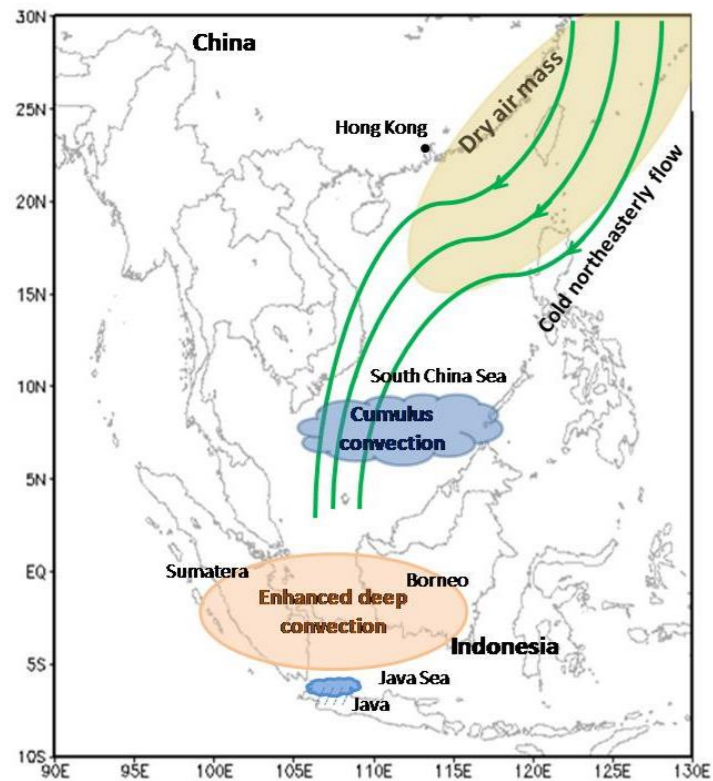 30N
China
25N
Dry air mass
Hong Kong
20N
Cold northeasterly flow
15N
10N
South China Sea
Cumulus
convection
5N
EQ
Sumatera
Borneo
Enhanced deep
convection
Indonesia
5S
Java Sea
Java
10S
90E
95E
100E
105E
110E
115E
120E
125E
130E